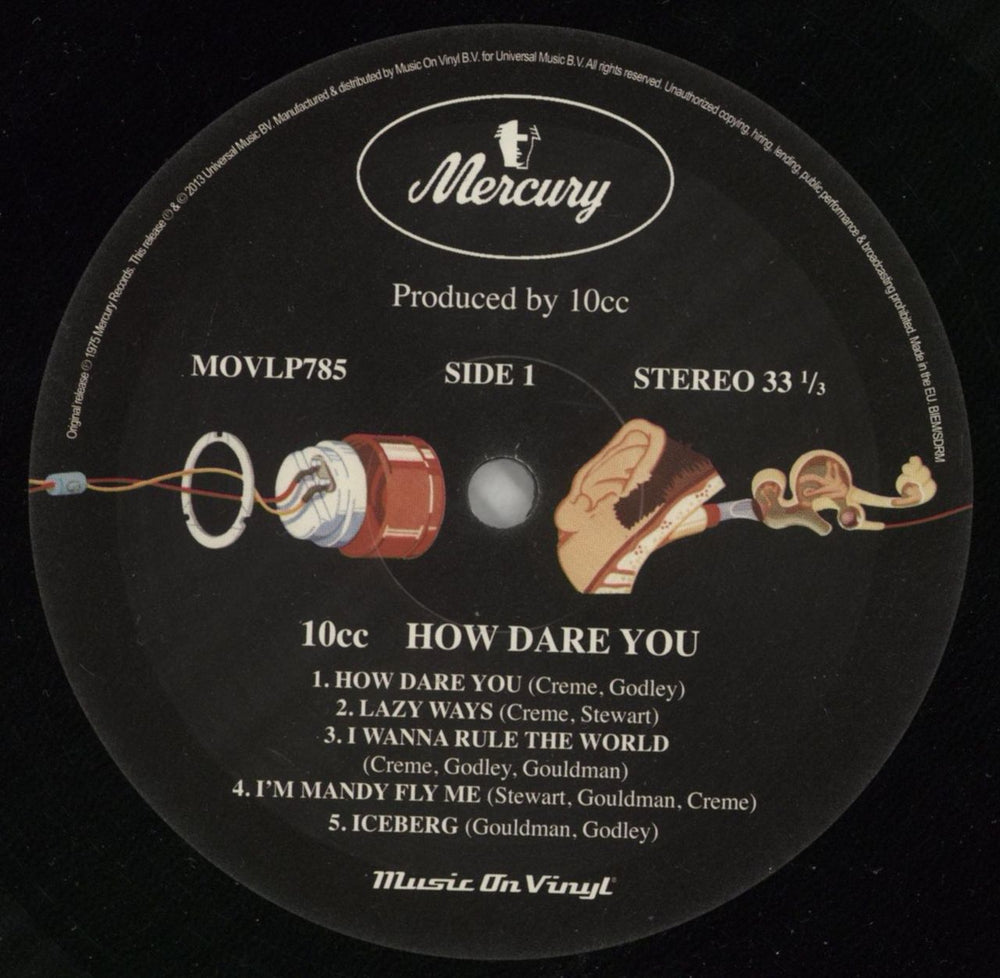 Original release ℗ 1975 Mercury Records. This release ℗ & © 2013 Universal Music BV. Manufactured & distributed by Music On Vinyl B.V. for Universal Music B.V. All rights reserved. Unauthorized copying, hiring, lending, public performance & broadcasting prohibited. Made in the EU. BIEM/SDRM
Mercury
Produced by 10cc
MOVLP785 SIDE 1 STEREO 33 1/3
10cc HOW DARE YOU
1. HOW DARE YOU (Creme, Godley)
2. LAZY WAYS (Creme, Stewart)
3. I WANNA RULE THE WORLD
(Creme, Godley, Gouldman)
4. I'M MANDY FLY ME (Stewart, Gouldman, Creme)
5. ICEBERG (Gouldman, Godley)
Music On Vinyl